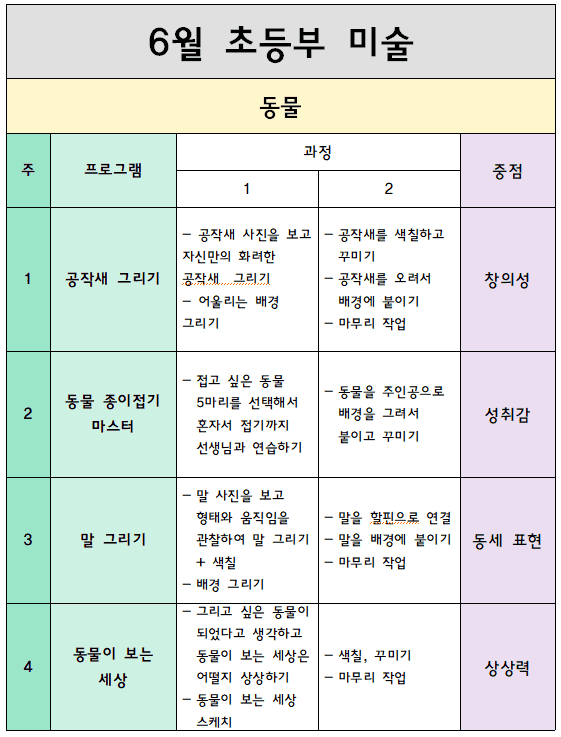 6월 초등부 미술
동물
주
프로그램
과정
중점
1
2
1
공작새 그리기
- 공작새 사진을 보고
자신만의 화려한
공작새 그리기
- 어울리는 배경
그리기
- 공작새를 색칠하고
꾸미기
- 공작새를 오려서
배경에 붙이기
- 마무리 작업
창의성
2
동물 종이접기
마스터
- 접고 싶은 동물
5마리를 선택해서
혼자서 접기까지
선생님과 연습하기
- 동물을 주인공으로
배경을 그려서
붙이고 꾸미기
성취감
3
말 그리기
- 말 사진을 보고
형태와 움직임을
관찰하여 말 그리기
+ 색칠
- 배경 그리기
- 말을 할핀으로 연결
- 말을 배경에 붙이기
- 마무리 작업
동세 표현
4
동물이 보는
세상
- 그리고 싶은 동물이
되었다고 생각하고
동물이 보는 세상은
어떨지 상상하기
- 동물이 보는 세상
스케치
- 색칠, 꾸미기
- 마무리 작업
상상력